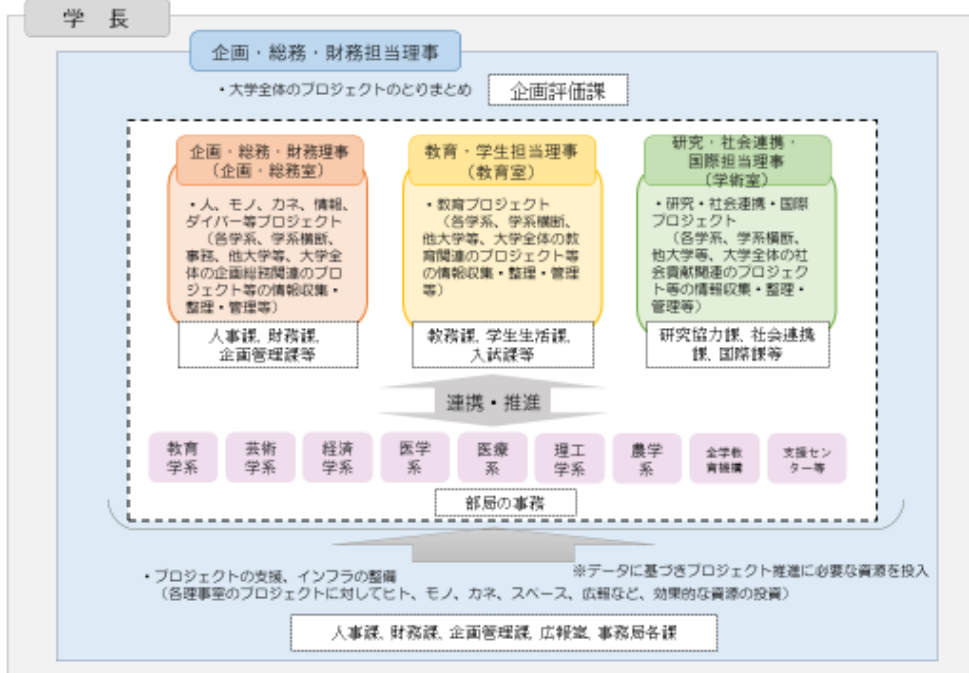 学 長
企画・総務・財務担当理事
・大学全体のプロジェクトのとりまとめ
企画評価課
企画・総務・財務理事
(企画・総務室)
・人、モノ、カネ、情報、
ダイバー等プロジェクト
(各学系、学系横断、
事務、他大学等、大学全
体の企画総務関連のプロ
ジェクト等の情報収集・
整理・管理等)
人事課, 財務課,
企画管理課等
教育・学生担当理事
(教育室)
・教育プロジェクト
(各学系、学系横断、
他大学等、大学全体の教
育関連のプロジェクト等
の情報収集・整理・管理
等)
教務課, 学生生活課,
入試課等
研究・社会連携・
国際担当理事
(学術室)
・研究・社会連携・国際
プロジェクト
(各学系、学系横断、
他大学等、大学全体の社
会貢献関連のプロジェク
ト等の情報収集・整理・
管理等)
研究協力課, 社会連携
課, 国際課等
連携・推進
教育
学系
芸術
学系
経済
学系
医学
系
医療
系
理工
学系
農学
系
全学教
育機構
支援セン
ター等
部局の事務
・プロジェクトの支援、インフラの整備
※データに基づきプロジェクト推進に必要な資源を投入
(各理事室のプロジェクトに対してヒト、モノ、カネ、スペース、広報など、効果的な資源の投資)
人事課, 財務課, 企画管理課, 広報室, 事務局各課